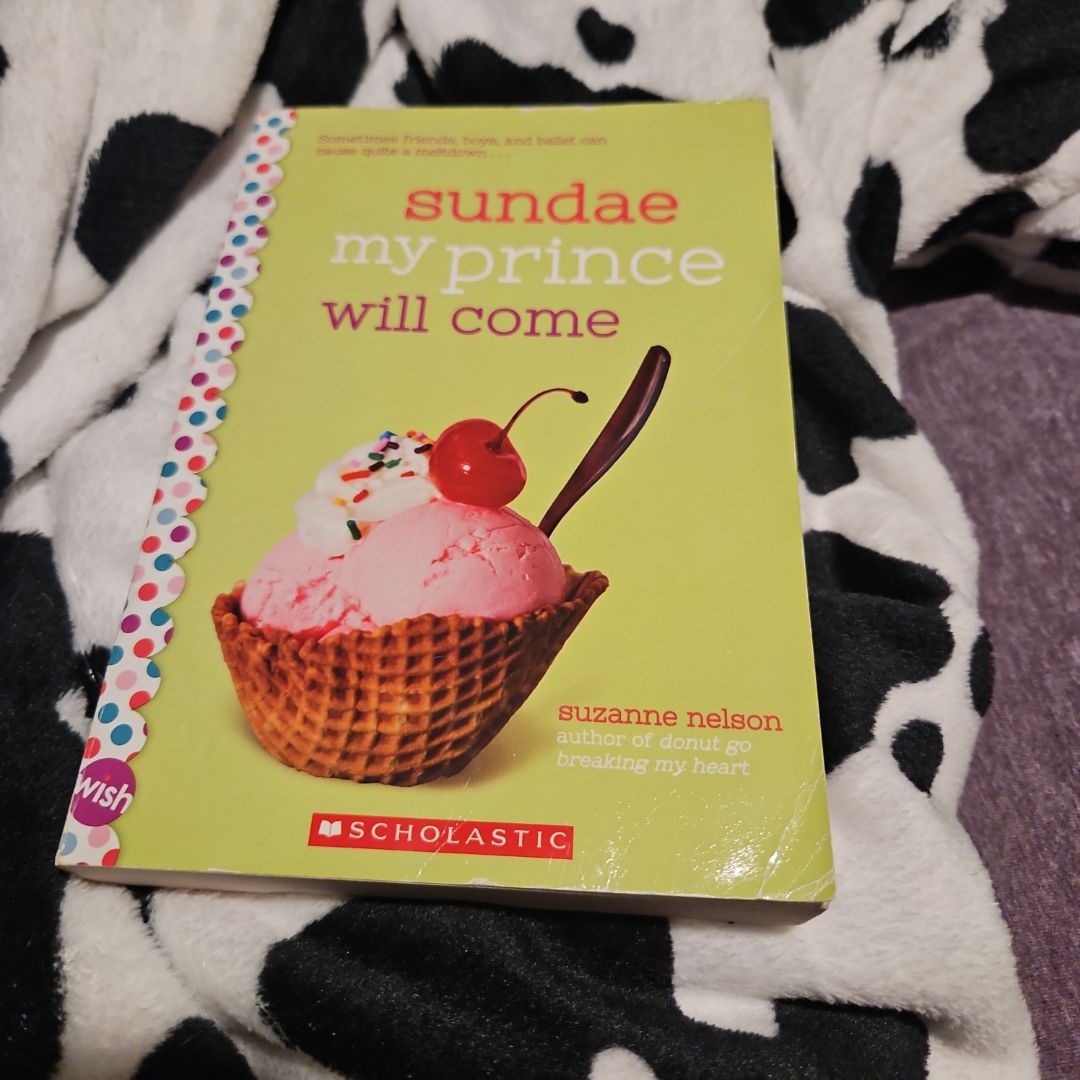 Sometimes friends, boys, and ballet can
cause quite a meltdown...
sundae
my prince
will come
suzanne nelson
author of donut go
breaking my heart
wish
SCHOLASTIC